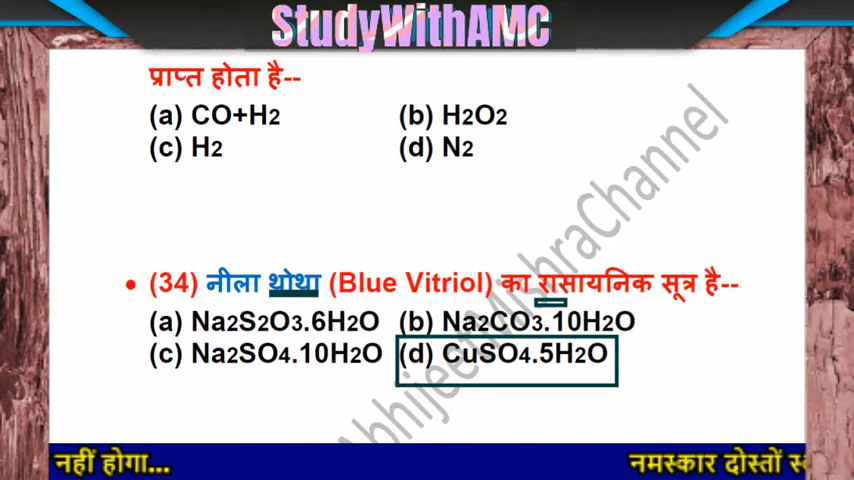 StudyWithAMC
प्राप्त होता है--
(a) CO+H2 (b) H2O2
(c) H2 (d) N2
• (34) नीला थोथा (Blue Vitriol) का रासायनिक सूत्र है--
(a) Na2S2O3.6H2O (b) Na2CO3.10H2O
(c) Na2SO4.10H2O (d) CuSO4.5H2O
AbhijeetMishraChannel
नहीं होगा... नमस्कार दोस्तों